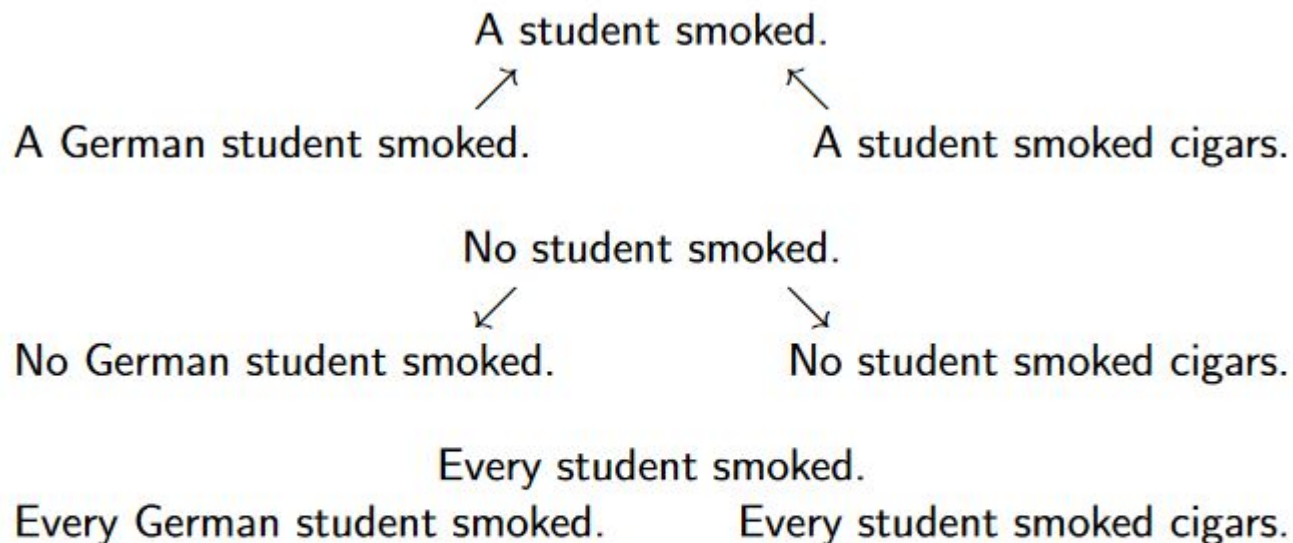 A student smoked.
A German student smoked. A student smoked cigars.
No student smoked.
No German student smoked. No student smoked cigars.
Every student smoked.
Every German student smoked. Every student smoked cigars.